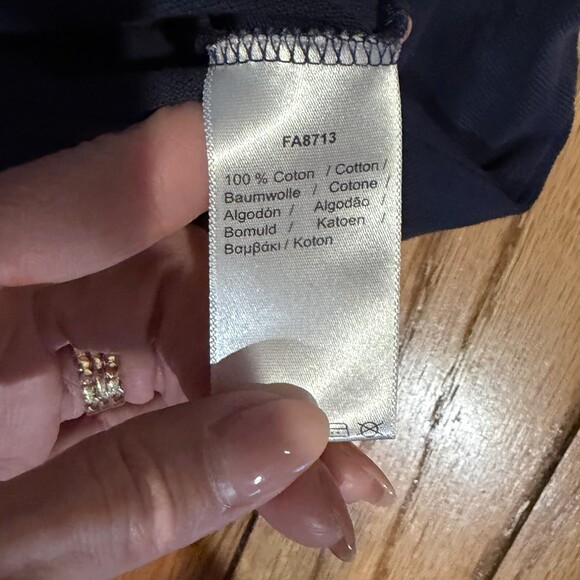 FA8713
100 % Coton / Cotton /
Baumwolle / Cotone /
Algodón / Algodão /
Bomuld / Katoen /
Βαμβάκι / Koton